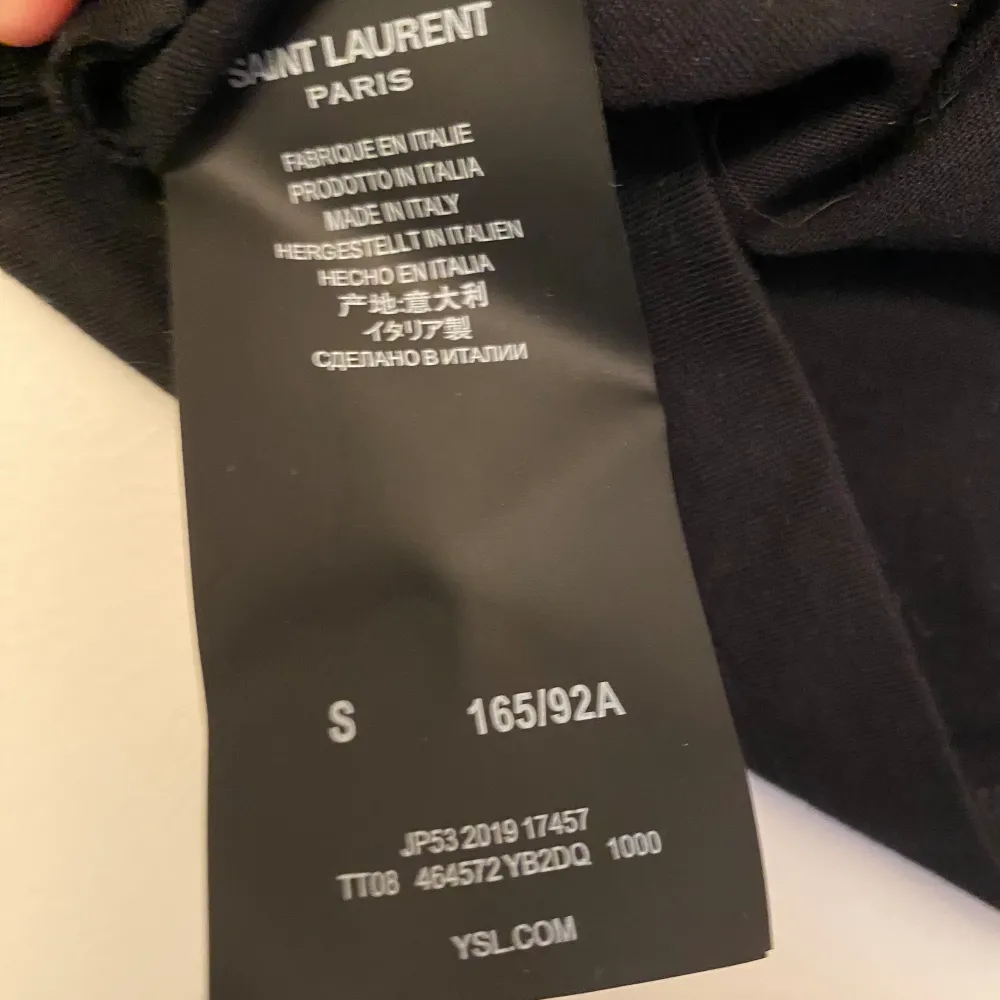 SAINT LAURENT
PARIS
FABRIQUE EN ITALIE
PRODOTTO IN ITALIA
MADE IN ITALY
HERGESTELLT IN ITALIEN
HECHO EN ITALIA
产地:意大利
イタリア製
СДЕЛАНО В ИТАЛИИ
S 165/92A
JP53 2019 17457
TT08 464572 YB2DQ 1000
YSL.COM